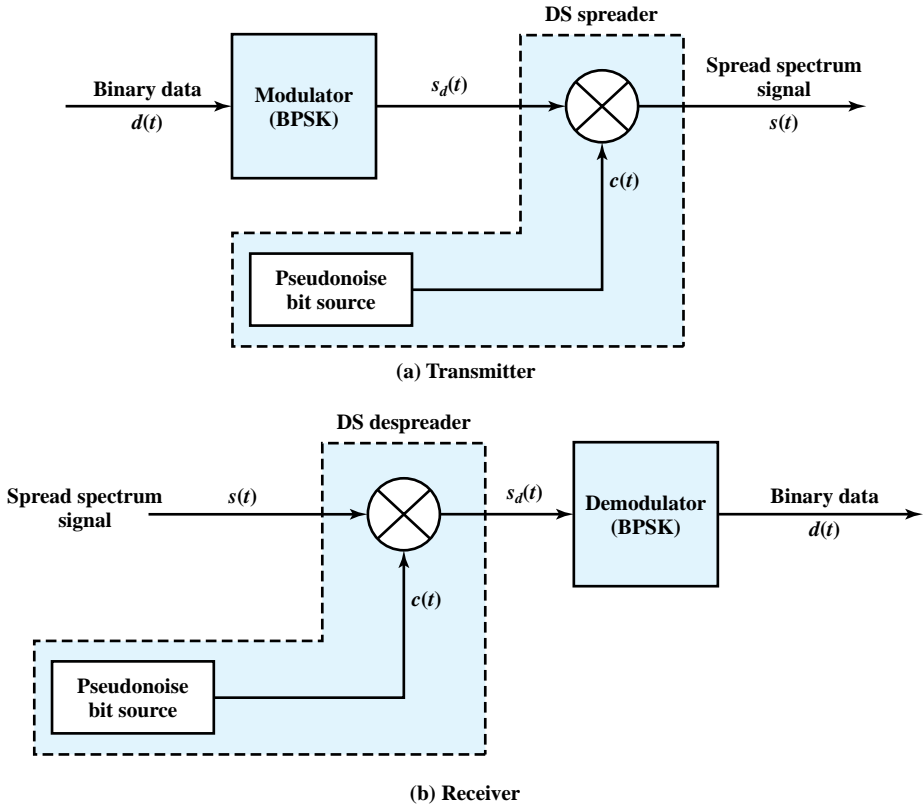 DS spreader
Binary data
d(t)
Modulator
(BPSK)
s_d(t)
Spread spectrum
signal
s(t)
c(t)
Pseudonoise
bit source
(a) Transmitter
DS despreader
Spread spectrum
signal
s(t)
s_d(t)
Demodulator
(BPSK)
Binary data
d(t)
c(t)
Pseudonoise
bit source
(b) Receiver